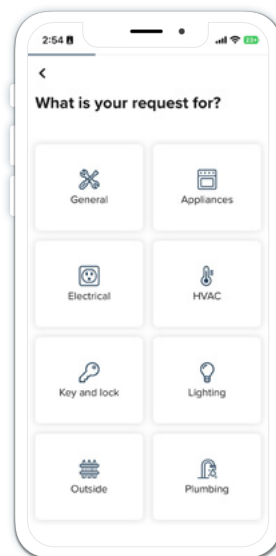 2:54
What is your request for?
General
Appliances
Electrical
HVAC
Key and lock
Lighting
Outside
Plumbing